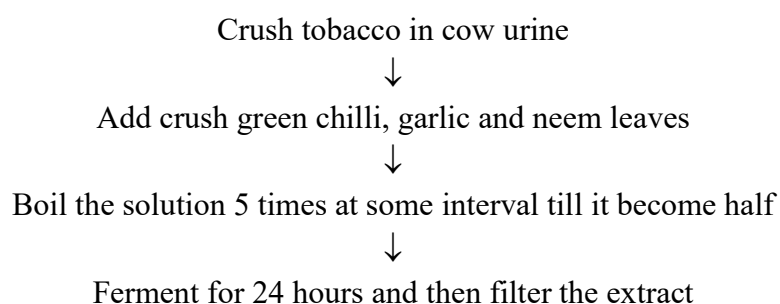 Crush tobacco in cow urine
↓
Add crush green chilli, garlic and neem leaves
↓
Boil the solution 5 times at some interval till it become half
↓
Ferment for 24 hours and then filter the extract